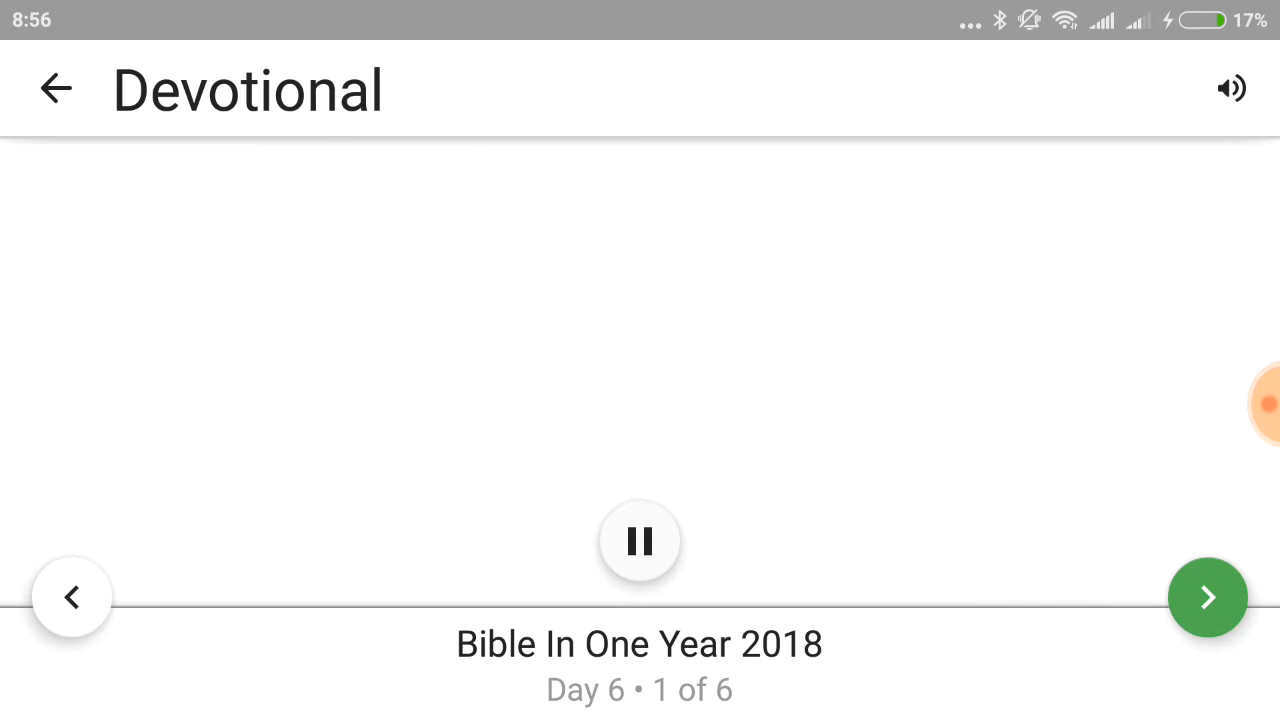 8:56
17%
Devotional
Bible In One Year 2018
Day 6 • 1 of 6